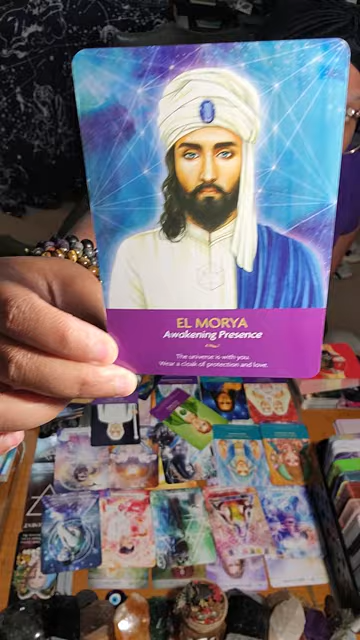 EL MORYA
Awakening Presence
The universe is with you.
Wear a cloak of protection and love.